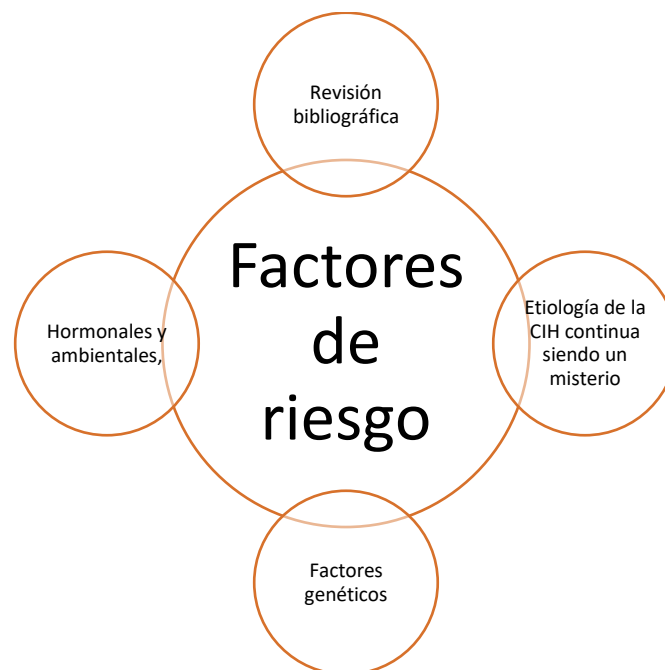 Revisión
bibliográfica
Factores
de
riesgo
Etiología de la
CIH continua
siendo un
misterio
Hormonales y
ambientales,
Factores
genéticos